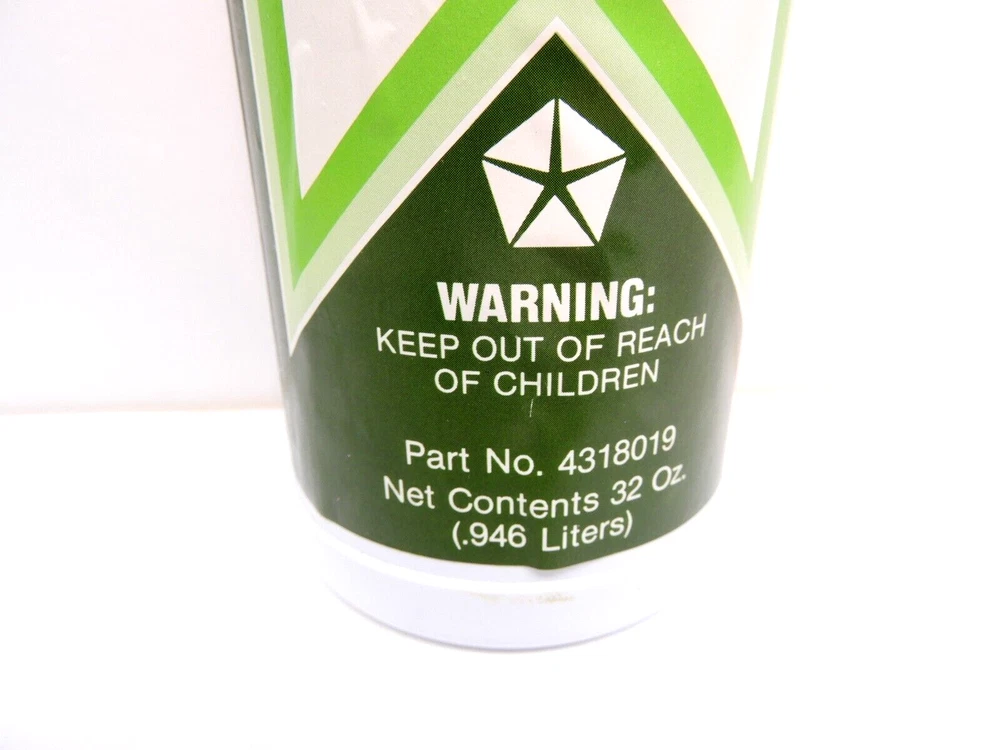 WARNING:
KEEP OUT OF REACH
OF CHILDREN
Part No. 4318019
Net Contents 32 Oz.
(.946 Liters)